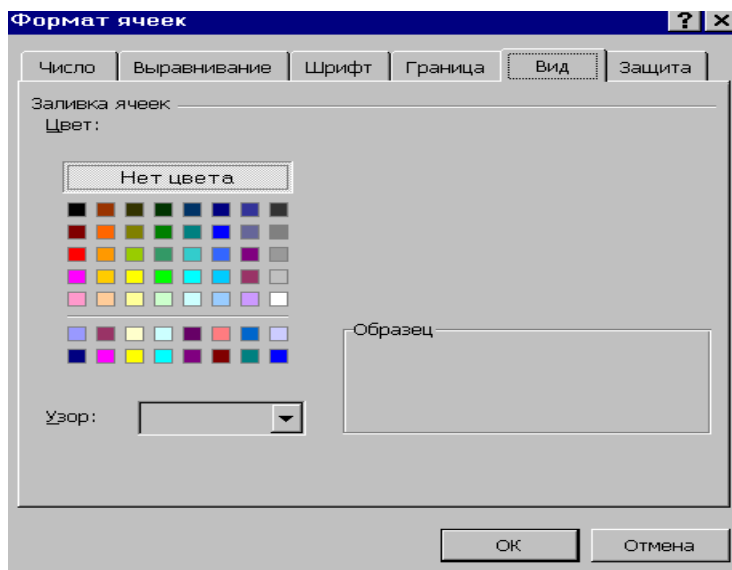 Формат ячеек
Число Выравнивание Шрифт Граница Вид Защита
Заливка ячеек
Цвет:
Нет цвета
Образец
Узор:
ОК Отмена